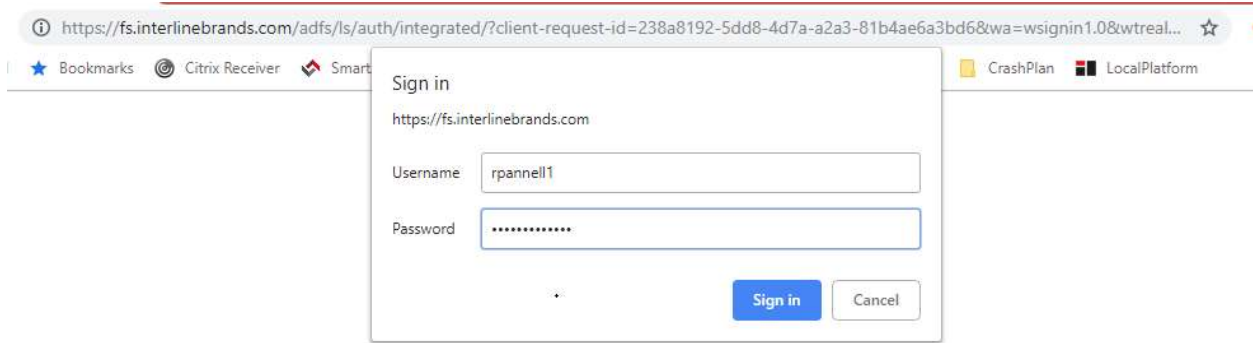 https://fs.interlinebrands.com/adfs/ls/auth/integrated/?client-request-id=238a8192-5dd8-4d7a-a2a3-81b4ae6a3bd6&wa=wsignin1.0&wtreal...
Bookmarks Citrix Receiver Smart CrashPlan LocalPlatform
Sign in
https://fs.interlinebrands.com
Username rpannell1
Password •••••••••••••
Sign in Cancel